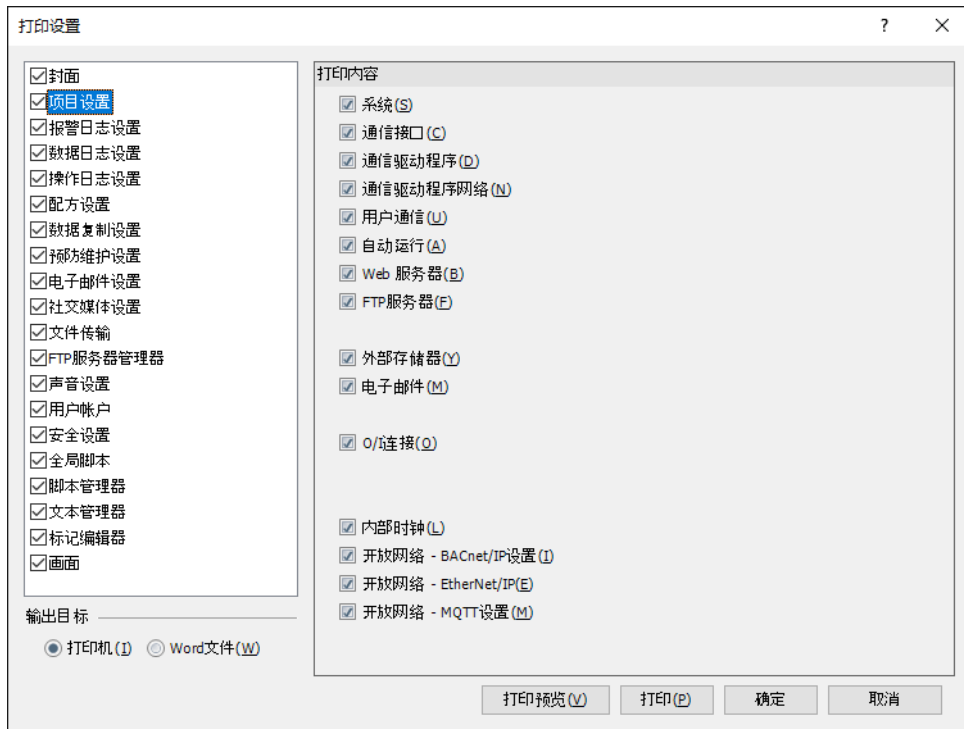 打印设置
?
封面
项目设置
报警日志设置
数据日志设置
操作日志设置
配方设置
数据复制设置
预防维护设置
电子邮件设置
社交媒体设置
文件传输
FTP服务器管理器
声音设置
用户帐户
安全设置
全局脚本
脚本管理器
文本管理器
标记编辑器
画面
输出目标
打印机(I) Word文件(W)
打印内容
系统(S)
通信接口(C)
通信驱动程序(D)
通信驱动程序网络(N)
用户通信(U)
自动运行(A)
Web 服务器(B)
FTP服务器(F)
外部存储器(Y)
电子邮件(M)
O/I连接(O)
内部时钟(L)
开放网络 - BACnet/IP设置(I)
开放网络 - EtherNet/IP(E)
开放网络 - MQTT设置(M)
打印预览(V) 打印(P) 确定 取消